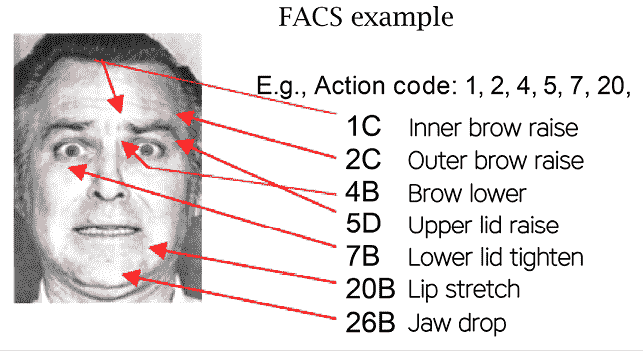 FACS example
E.g., Action code: 1, 2, 4, 5, 7, 20,
1C Inner brow raise
2C Outer brow raise
4B Brow lower
5D Upper lid raise
7B Lower lid tighten
20B Lip stretch
26B Jaw drop